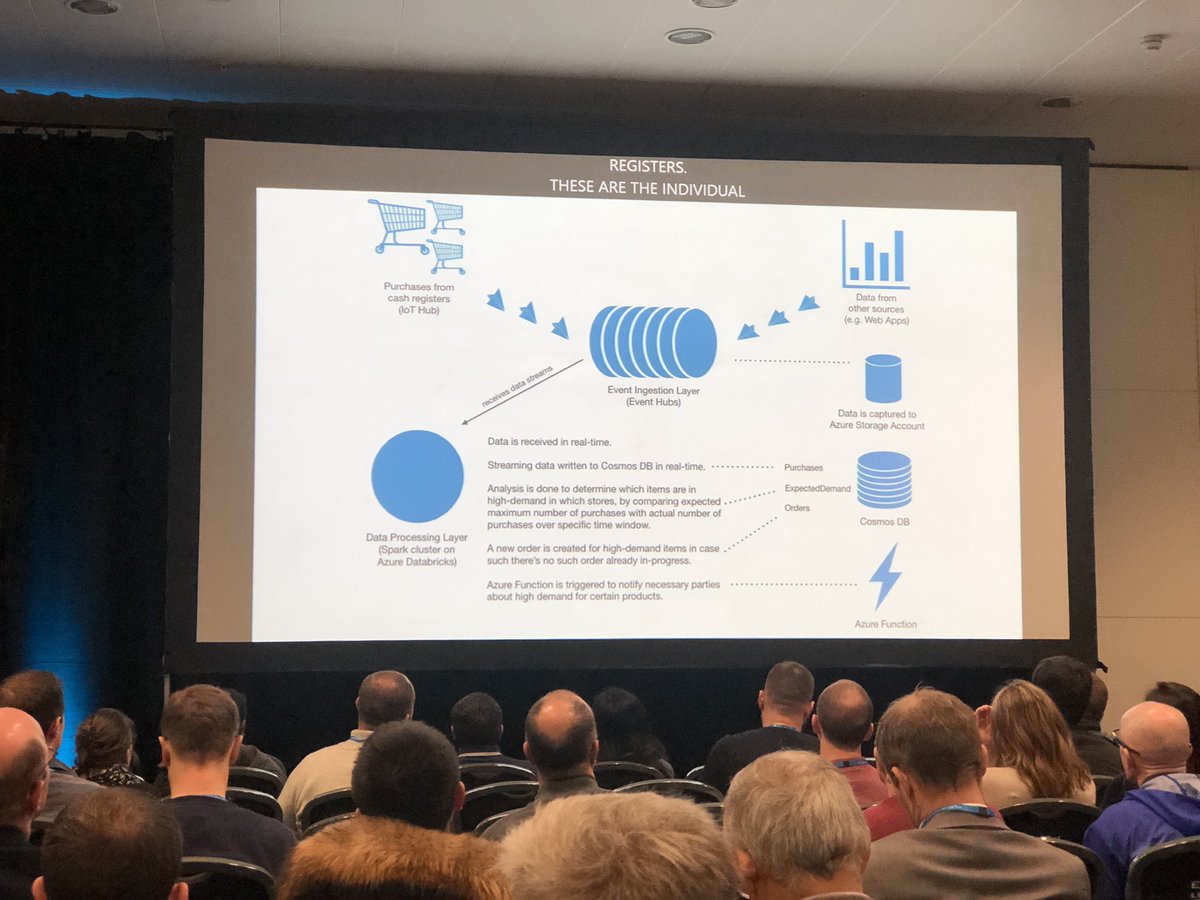 REGISTERS.
THESE ARE THE INDIVIDUAL
Purchases from
cash registers
(IoT Hub)
Data from
other sources
(e.g. Web Apps)
Event Ingestion Layer
(Event Hubs)
receives data streams
Data is captured to
Azure Storage Account
Data Processing Layer
(Spark cluster on
Azure Databricks)
Data is received in real-time.
Streaming data written to Cosmos DB in real-time.
Analysis is done to determine which items are in
high-demand in which stores, by comparing expected
maximum number of purchases with actual number of
purchases over specific time window.
A new order is created for high-demand items in case
such there's no such order already in-progress.
Azure Function is triggered to notify necessary parties
about high demand for certain products.
Purchases
ExpectedDemand
Orders
Cosmos DB
Azure Function